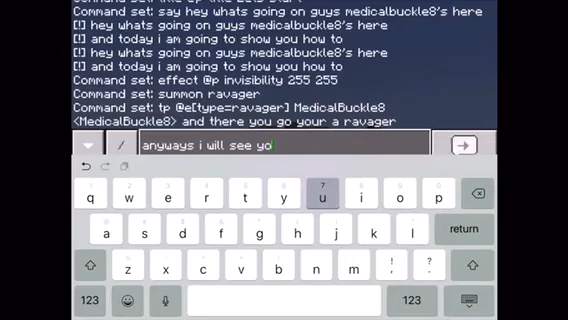 Command set: say hey whats going on guys medicalbuckle8's here
[!] hey whats going on guys medicalbuckle8's here
[!] and today i am going to show you how to
[!] hey whats going on guys medicalbuckle8's here
[!] and today i am going to show you how to
Command set: effect @p invisibility 255 255
Command set: summon ravager
Command set: tp @e[type=ravager] MedicalBuckle8
<MedicalBuckle8> and there you go your a ravager
/ anyways i will see yo
q w e r t y 7 u i o p
a s d f g h j k l return
z x c v b n m ! , ? .
123 123